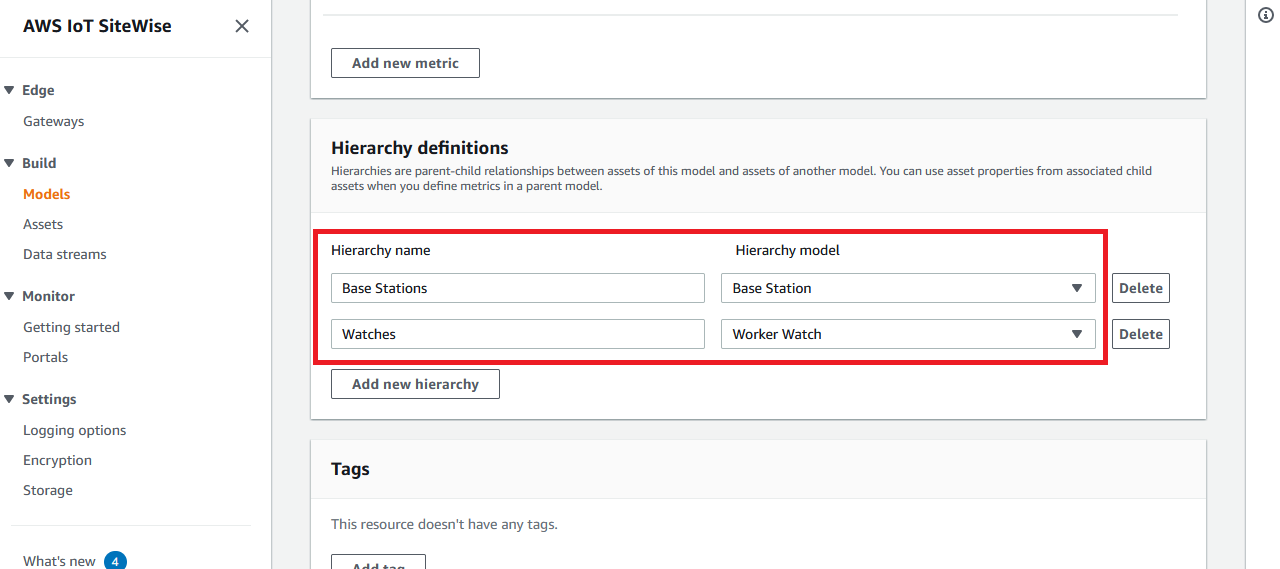 AWS IoT SiteWise
Edge
Gateways
Build
Models
Assets
Data streams
Monitor
Getting started
Portals
Settings
Logging options
Encryption
Storage
What's new 4
Add new metric
Hierarchy definitions
Hierarchies are parent-child relationships between assets of this model and assets of another model. You can use asset properties from associated child
assets when you define metrics in a parent model.
Hierarchy name Hierarchy model
Base Stations Base Station Delete
Watches Worker Watch Delete
Add new hierarchy
Tags
This resource doesn't have any tags.
Add tag